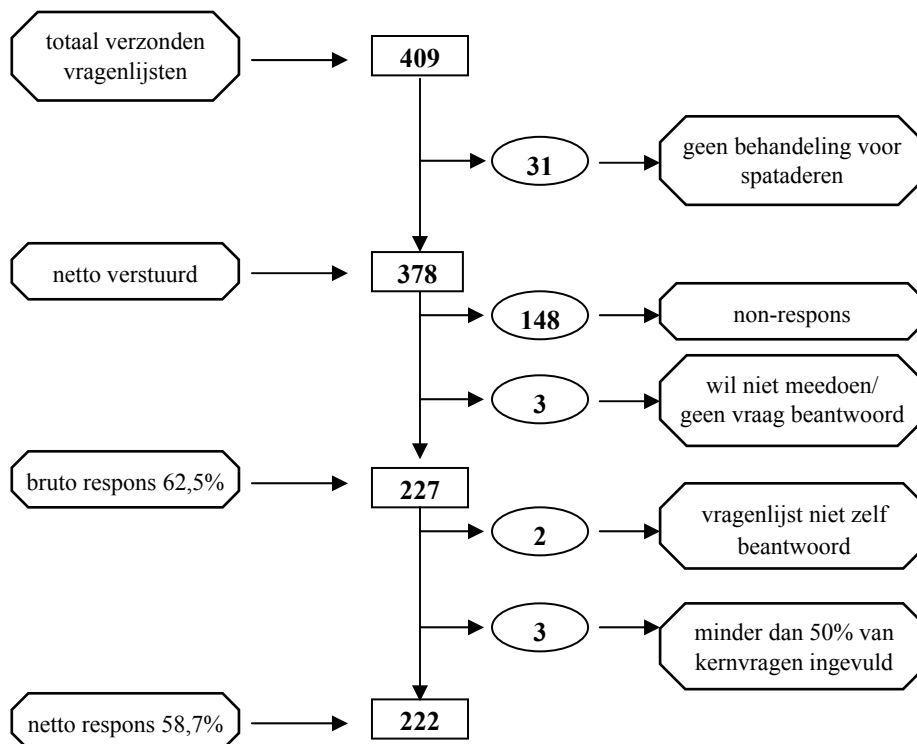 totaal verzonden
vragenlijsten
409
31
geen behandeling voor
spataderen
netto verstuurd
378
148
non-respons
3
wil niet meedoen/
geen vraag beantwoord
bruto respons 62,5%
227
2
vragenlijst niet zelf
beantwoord
3
minder dan 50% van
kernvragen ingevuld
netto respons 58,7%
222